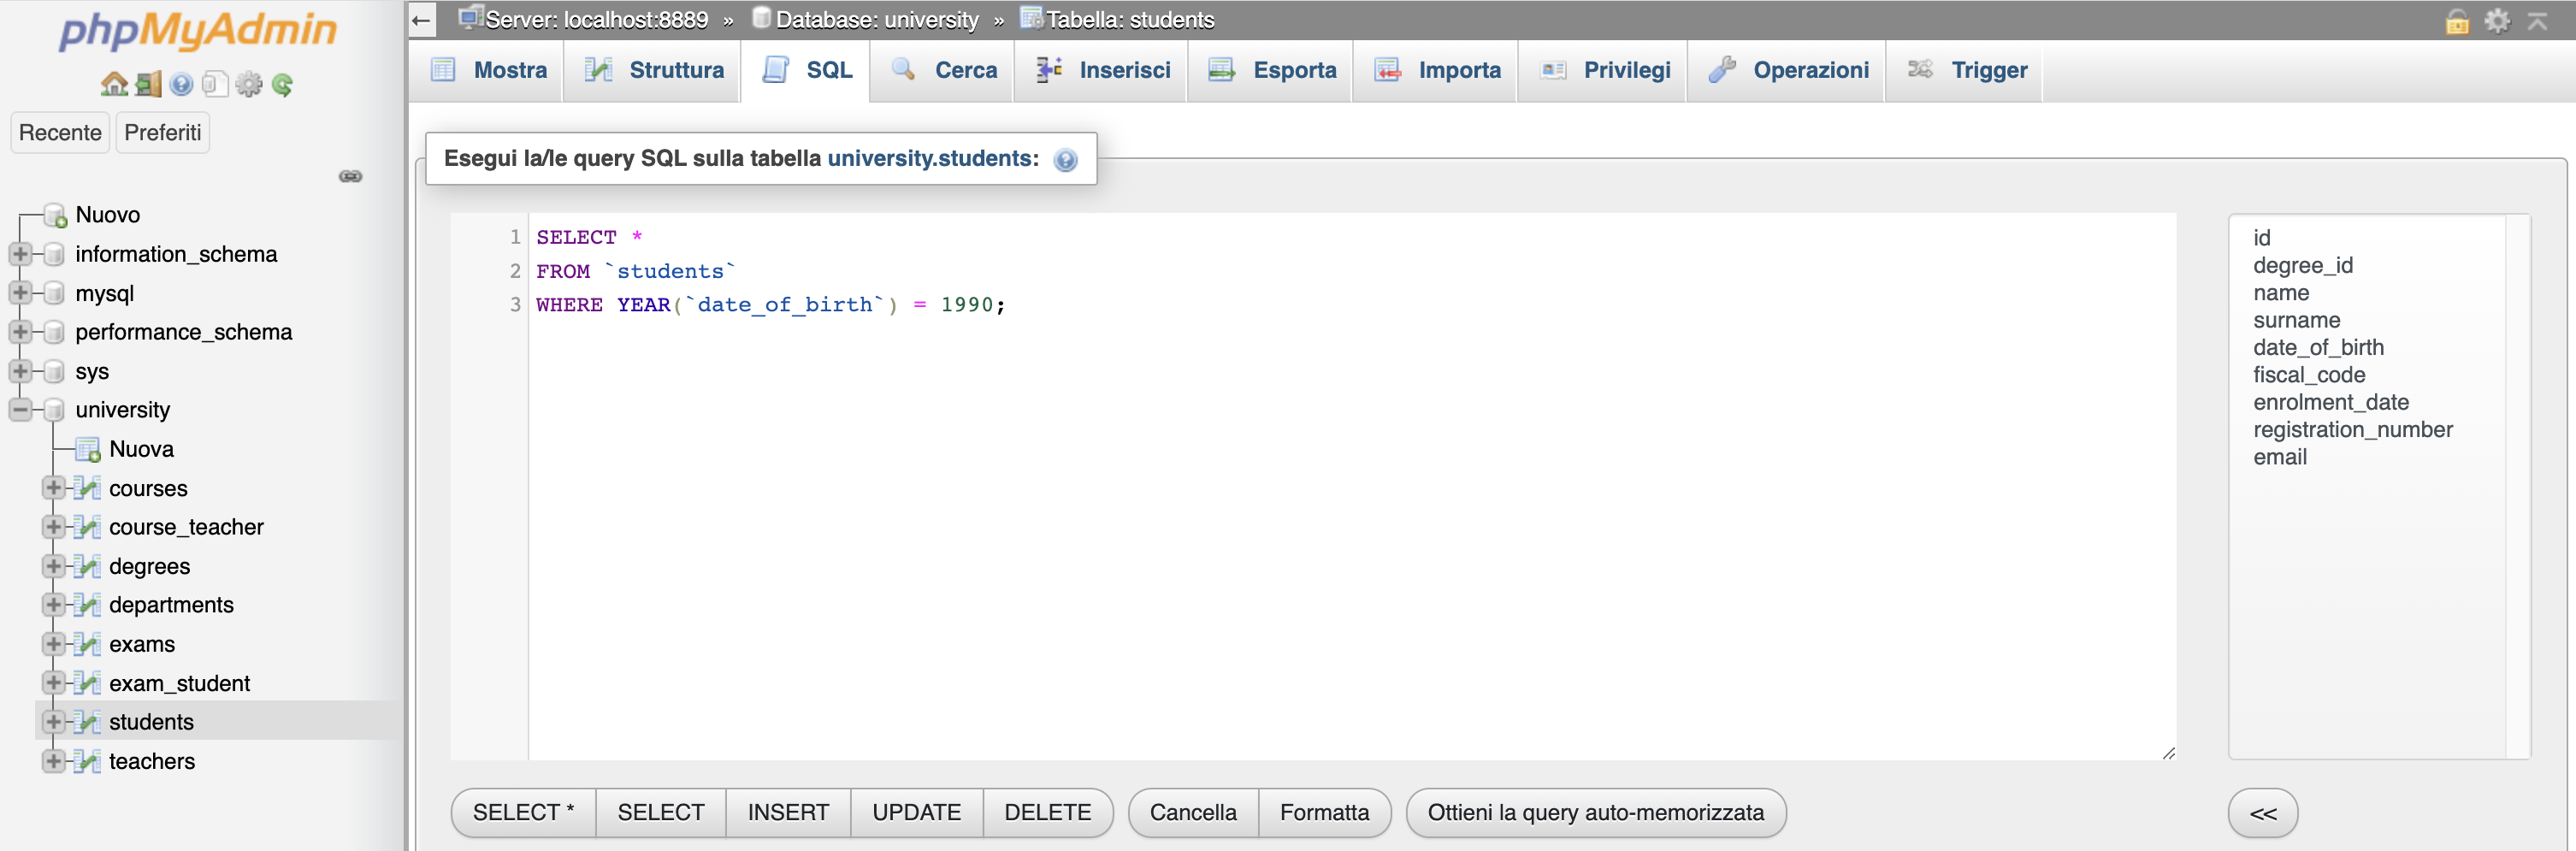 phpMyAdmin
Recente Preferiti
Nuovo
information_schema
mysql
performance_schema
sys
university
Nuova
courses
course_teacher
degrees
departments
exams
exam_student
students
teachers
Server: localhost:8889 » Database: university » Tabella: students
Mostra Struttura SQL Cerca Inserisci Esporta Importa Privilegi Operazioni Trigger
Esegui la/le query SQL sulla tabella university.students:
1 SELECT *
2 FROM `students`
3 WHERE YEAR(`date_of_birth`) = 1990;
id
degree_id
name
surname
date_of_birth
fiscal_code
enrolment_date
registration_number
email
SELECT * SELECT INSERT UPDATE DELETE Cancella Formatta Ottieni la query auto-memorizzata <<